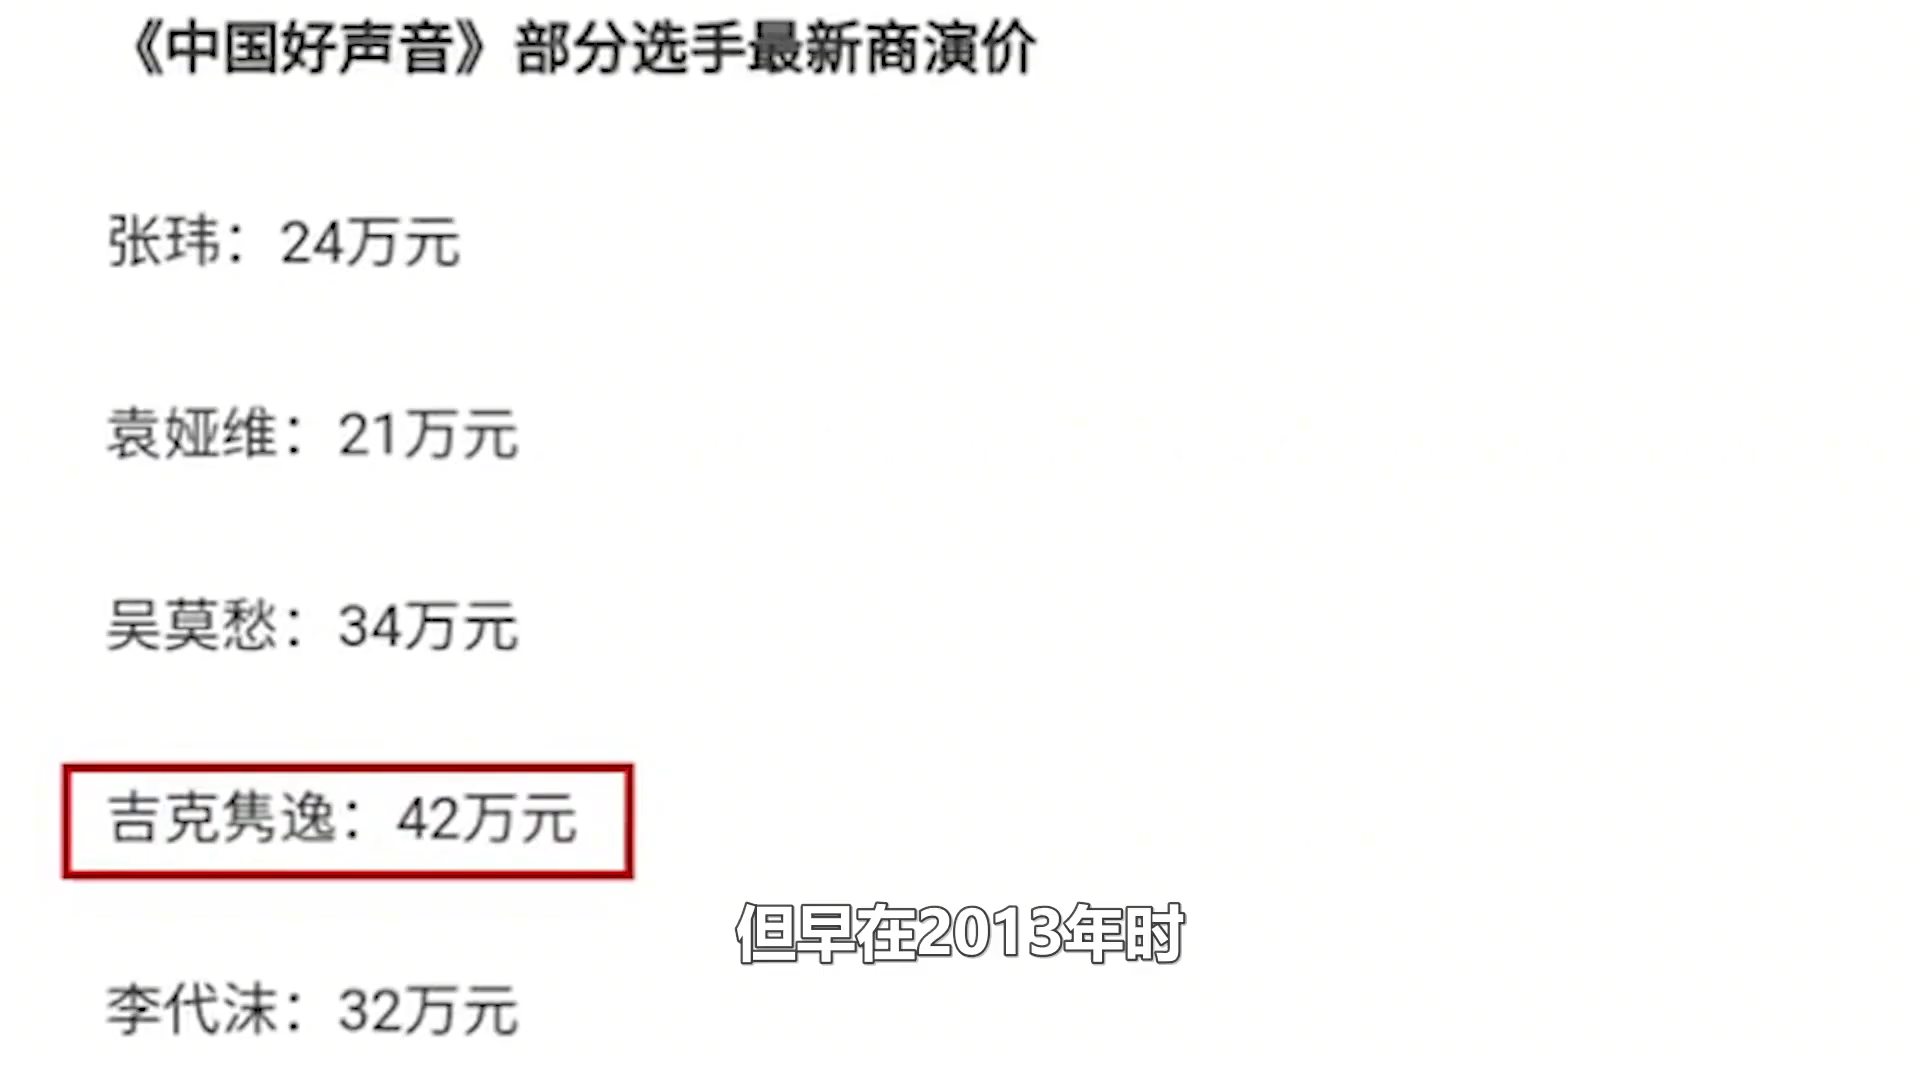 《中国好声音》部分选手最新商演价
张玮：24万元
袁娅维：21万元
吴莫愁：34万元
吉克隽逸：42万元
但早在2013年时
李代沫：32万元